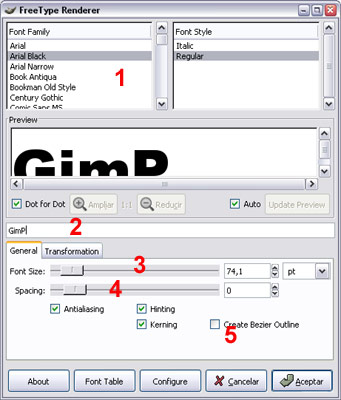 FreeType Renderer
Font Family
Font Style
Arial
Italic
Arial Black
Regular
Arial Narrow
1
Book Antiqua
Bookman Old Style
Century Gothic
Comic Sans MS
Preview
GimP
Dot for Dot
Ampliar
1:1
Reducir
Auto
Update Preview
2
GimP
General
Transformation
3
Font Size:
74,1
pt
4
Spacing:
0
Antialiasing
Hinting
Kerning
Create Bezier Outline
5
About
Font Table
Configure
Cancelar
Aceptar